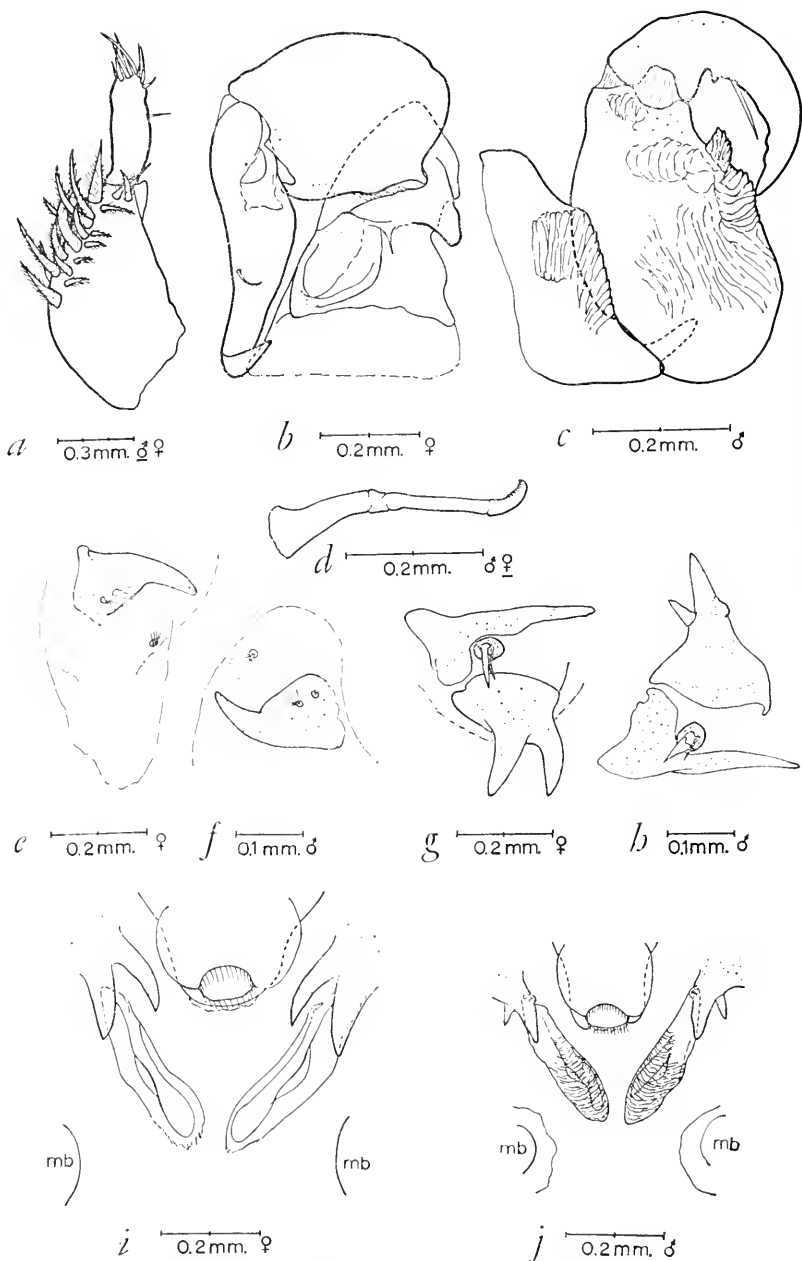 a 0.3mm. ♂ ♀
b 0.2mm. ♀
c 0.2mm. ♂
d 0.2mm. ♂ ♀
e 0.2mm. ♀
f 0.1mm. ♂
g 0.2mm. ♀
h 0.1mm. ♂
mb mb
mb mb
i 0.2mm. ♀
j 0.2mm. ♂